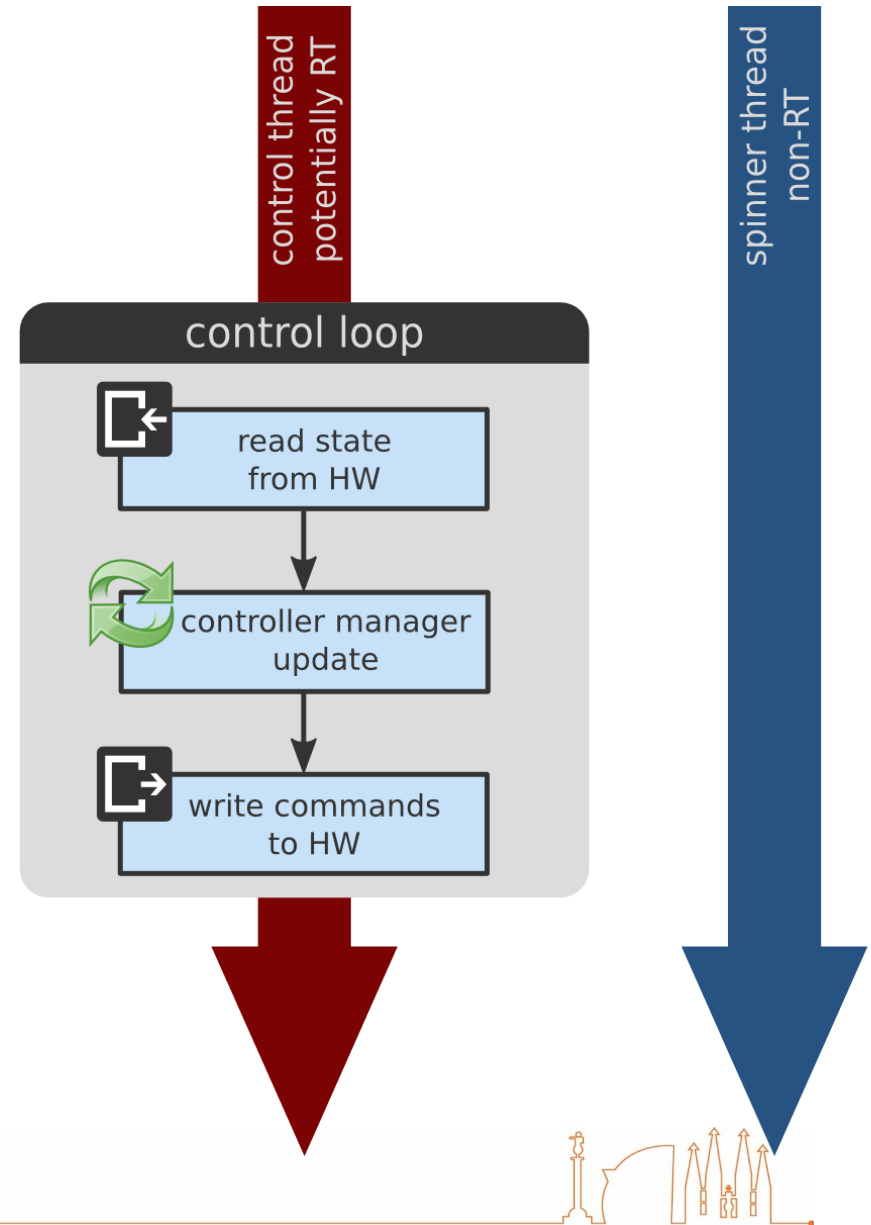 control thread
potentially RT
spinner thread
non-RT
control loop
read state
from HW
controller manager
update
write commands
to HW